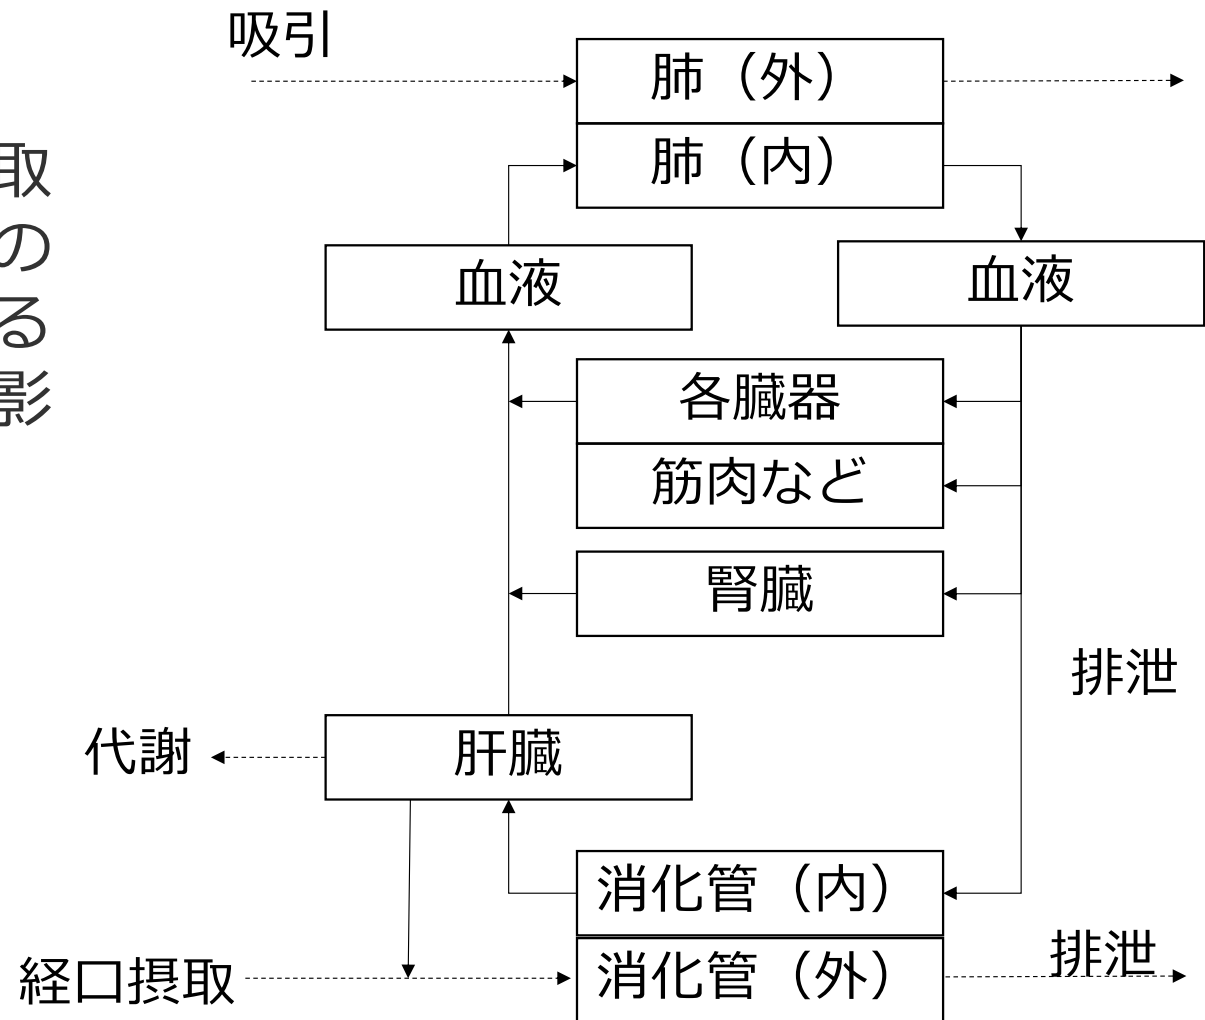 吸引
肺（外）
取
肺（内）
の
血液
血液
る
影
各臓器
筋肉など
腎臓
排泄
代謝
肝臓
消化管（内）
排泄
経口摂取
消化管（外）